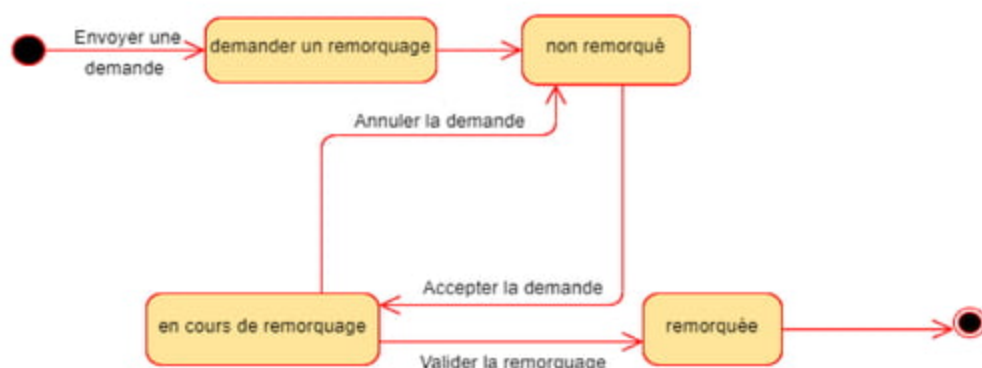 Envoyer une
demande
demander un remorquage
non remorqué
Annuler la demande
Accepter la demande
en cours de remorquage
remorquée
Valider la remorquage